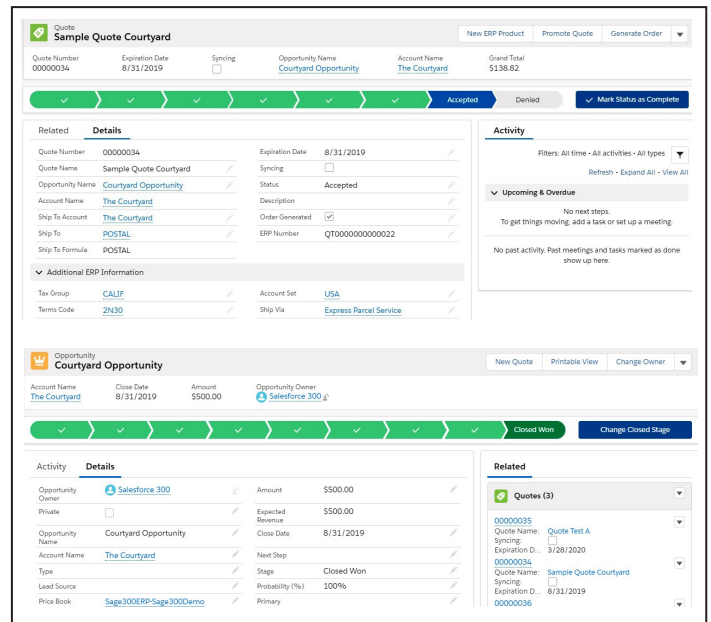 Quote
Sample Quote Courtyard
New ERP Product Promote Quote Generate Order
Quote Number Expiration Date Syncing Opportunity Name Account Name Grand Total
00000034 8/31/2019 Courtyard Opportunity The Courtyard $138.82
Accepted Denied Mark Status as Complete
Related Details
Quote Number 00000034 Expiration Date 8/31/2019
Quote Name Sample Quote Courtyard Syncing
Opportunity Name Courtyard Opportunity Status Accepted
Account Name The Courtyard Description
Ship To Account The Courtyard Order Generated
Ship To POSTAL ERP Number QT0000000000022
Ship To Formula POSTAL
Additional ERP Information
Tax Group CALIF Account Set USA
Terms Code 2N30 Ship Via Express Parcel Service
Activity
Filters: All time • All activities • All types
Refresh • Expand All • View All
Upcoming & Overdue
No next steps.
To get things moving, add a task or set up a meeting.
No past activity. Past meetings and tasks marked as done
show up here.
Opportunity
Courtyard Opportunity
New Quote Printable View Change Owner
Account Name Close Date Amount Opportunity Owner
The Courtyard 8/31/2019 $500.00 Salesforce 300
Closed Won Change Closed Stage
Activity Details
Opportunity Owner Salesforce 300 Amount $500.00
Private Expected Revenue $500.00
Opportunity Name Courtyard Opportunity Close Date 8/31/2019
Account Name The Courtyard Next Step
Type Stage Closed Won
Lead Source Probability (%) 100%
Price Book Sage300ERP-Sage300Demo Primary
Related
Quotes (3)
00000035
Quote Name: Quote Test A
Syncing:
Expiration D... 3/28/2020
00000034
Quote Name: Sample Quote Courtyard
Syncing:
Expiration D... 8/31/2019
00000036